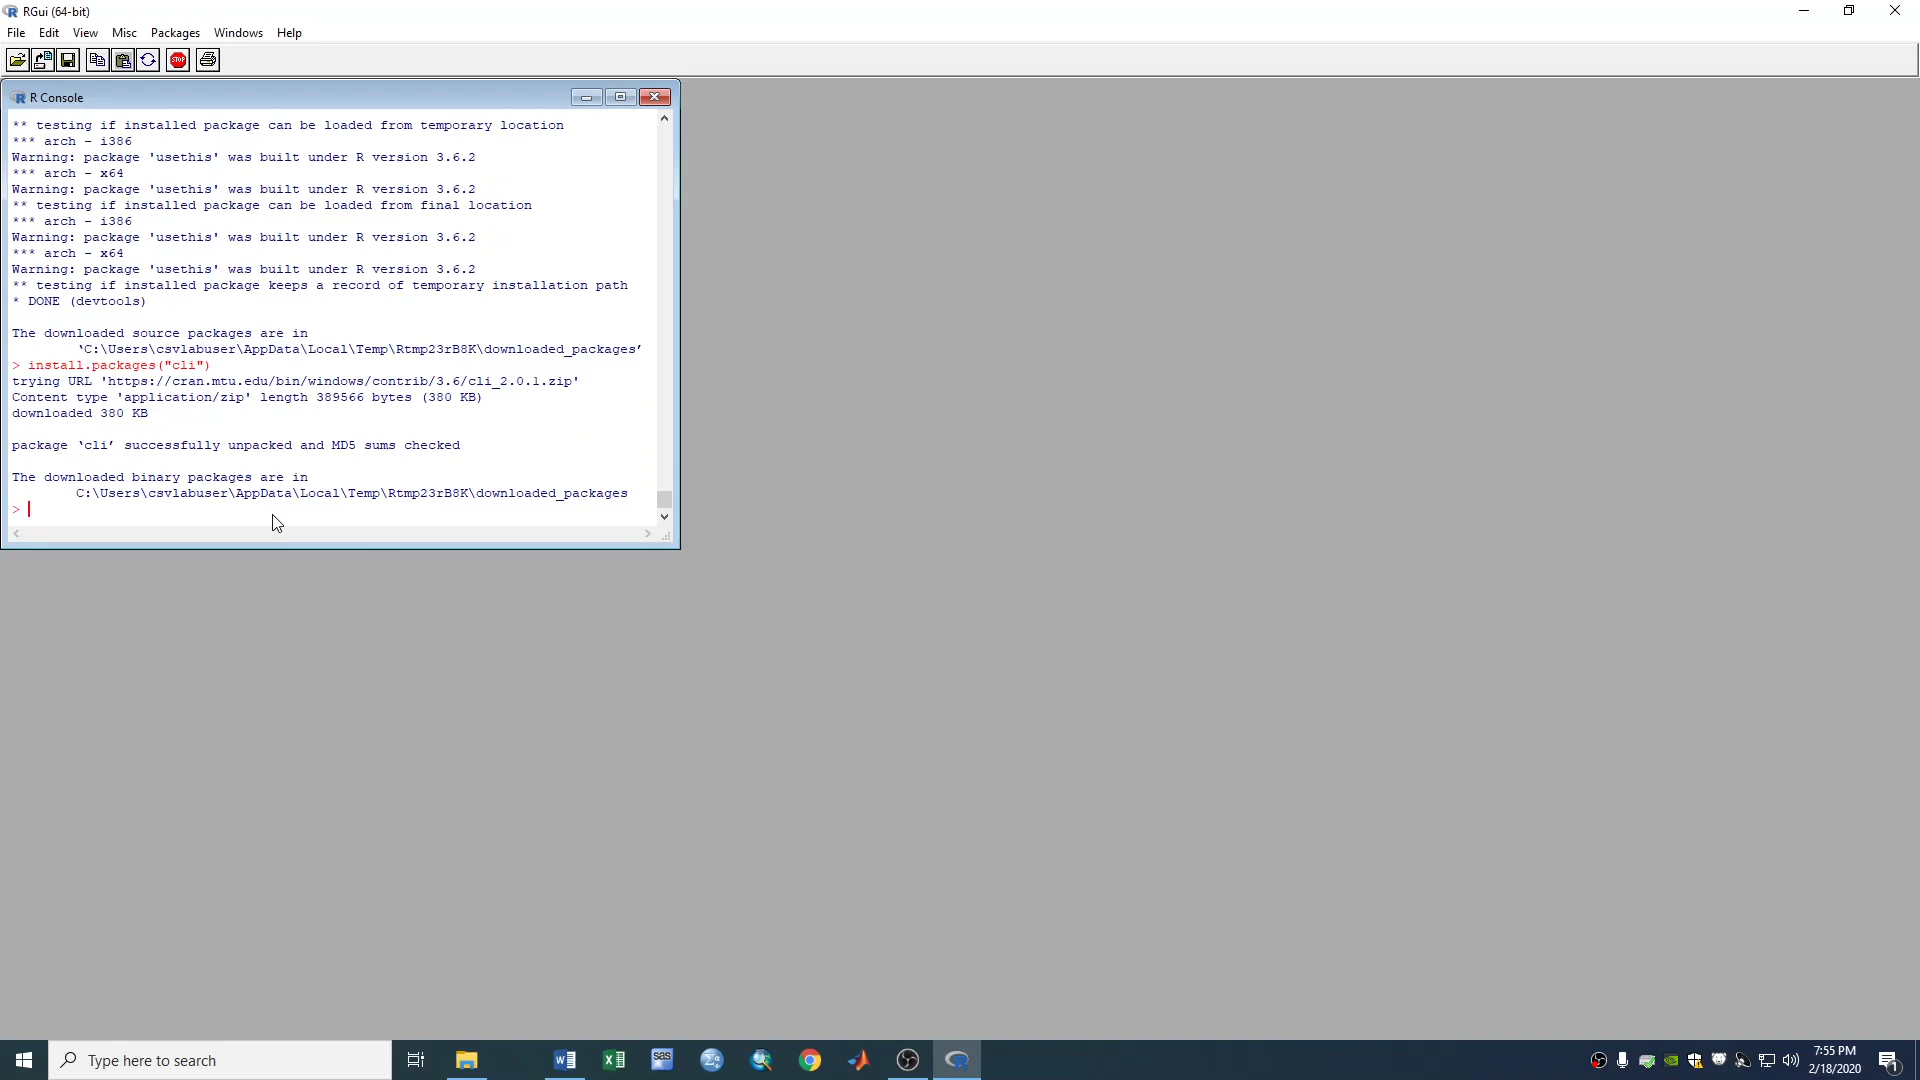 RGui (64-bit)
File Edit View Misc Packages Windows Help
STOP
R Console
** testing if installed package can be loaded from temporary location
*** arch - i386
Warning: package 'usethis' was built under R version 3.6.2
*** arch - x64
Warning: package 'usethis' was built under R version 3.6.2
** testing if installed package can be loaded from final location
*** arch - i386
Warning: package 'usethis' was built under R version 3.6.2
*** arch - x64
Warning: package 'usethis' was built under R version 3.6.2
** testing if installed package keeps a record of temporary installation path
* DONE (devtools)
The downloaded source packages are in
‘C:\Users\csvlabuser\AppData\Local\Temp\Rtmp23rB8K\downloaded_packages’
> install.packages("cli")
trying URL 'https://cran.mtu.edu/bin/windows/contrib/3.6/cli_2.0.1.zip'
Content type 'application/zip' length 389566 bytes (380 KB)
downloaded 380 KB
package ‘cli’ successfully unpacked and MD5 sums checked
The downloaded binary packages are in
C:\Users\csvlabuser\AppData\Local\Temp\Rtmp23rB8K\downloaded_packages
>
Type here to search
7:55 PM
2/18/2020
1